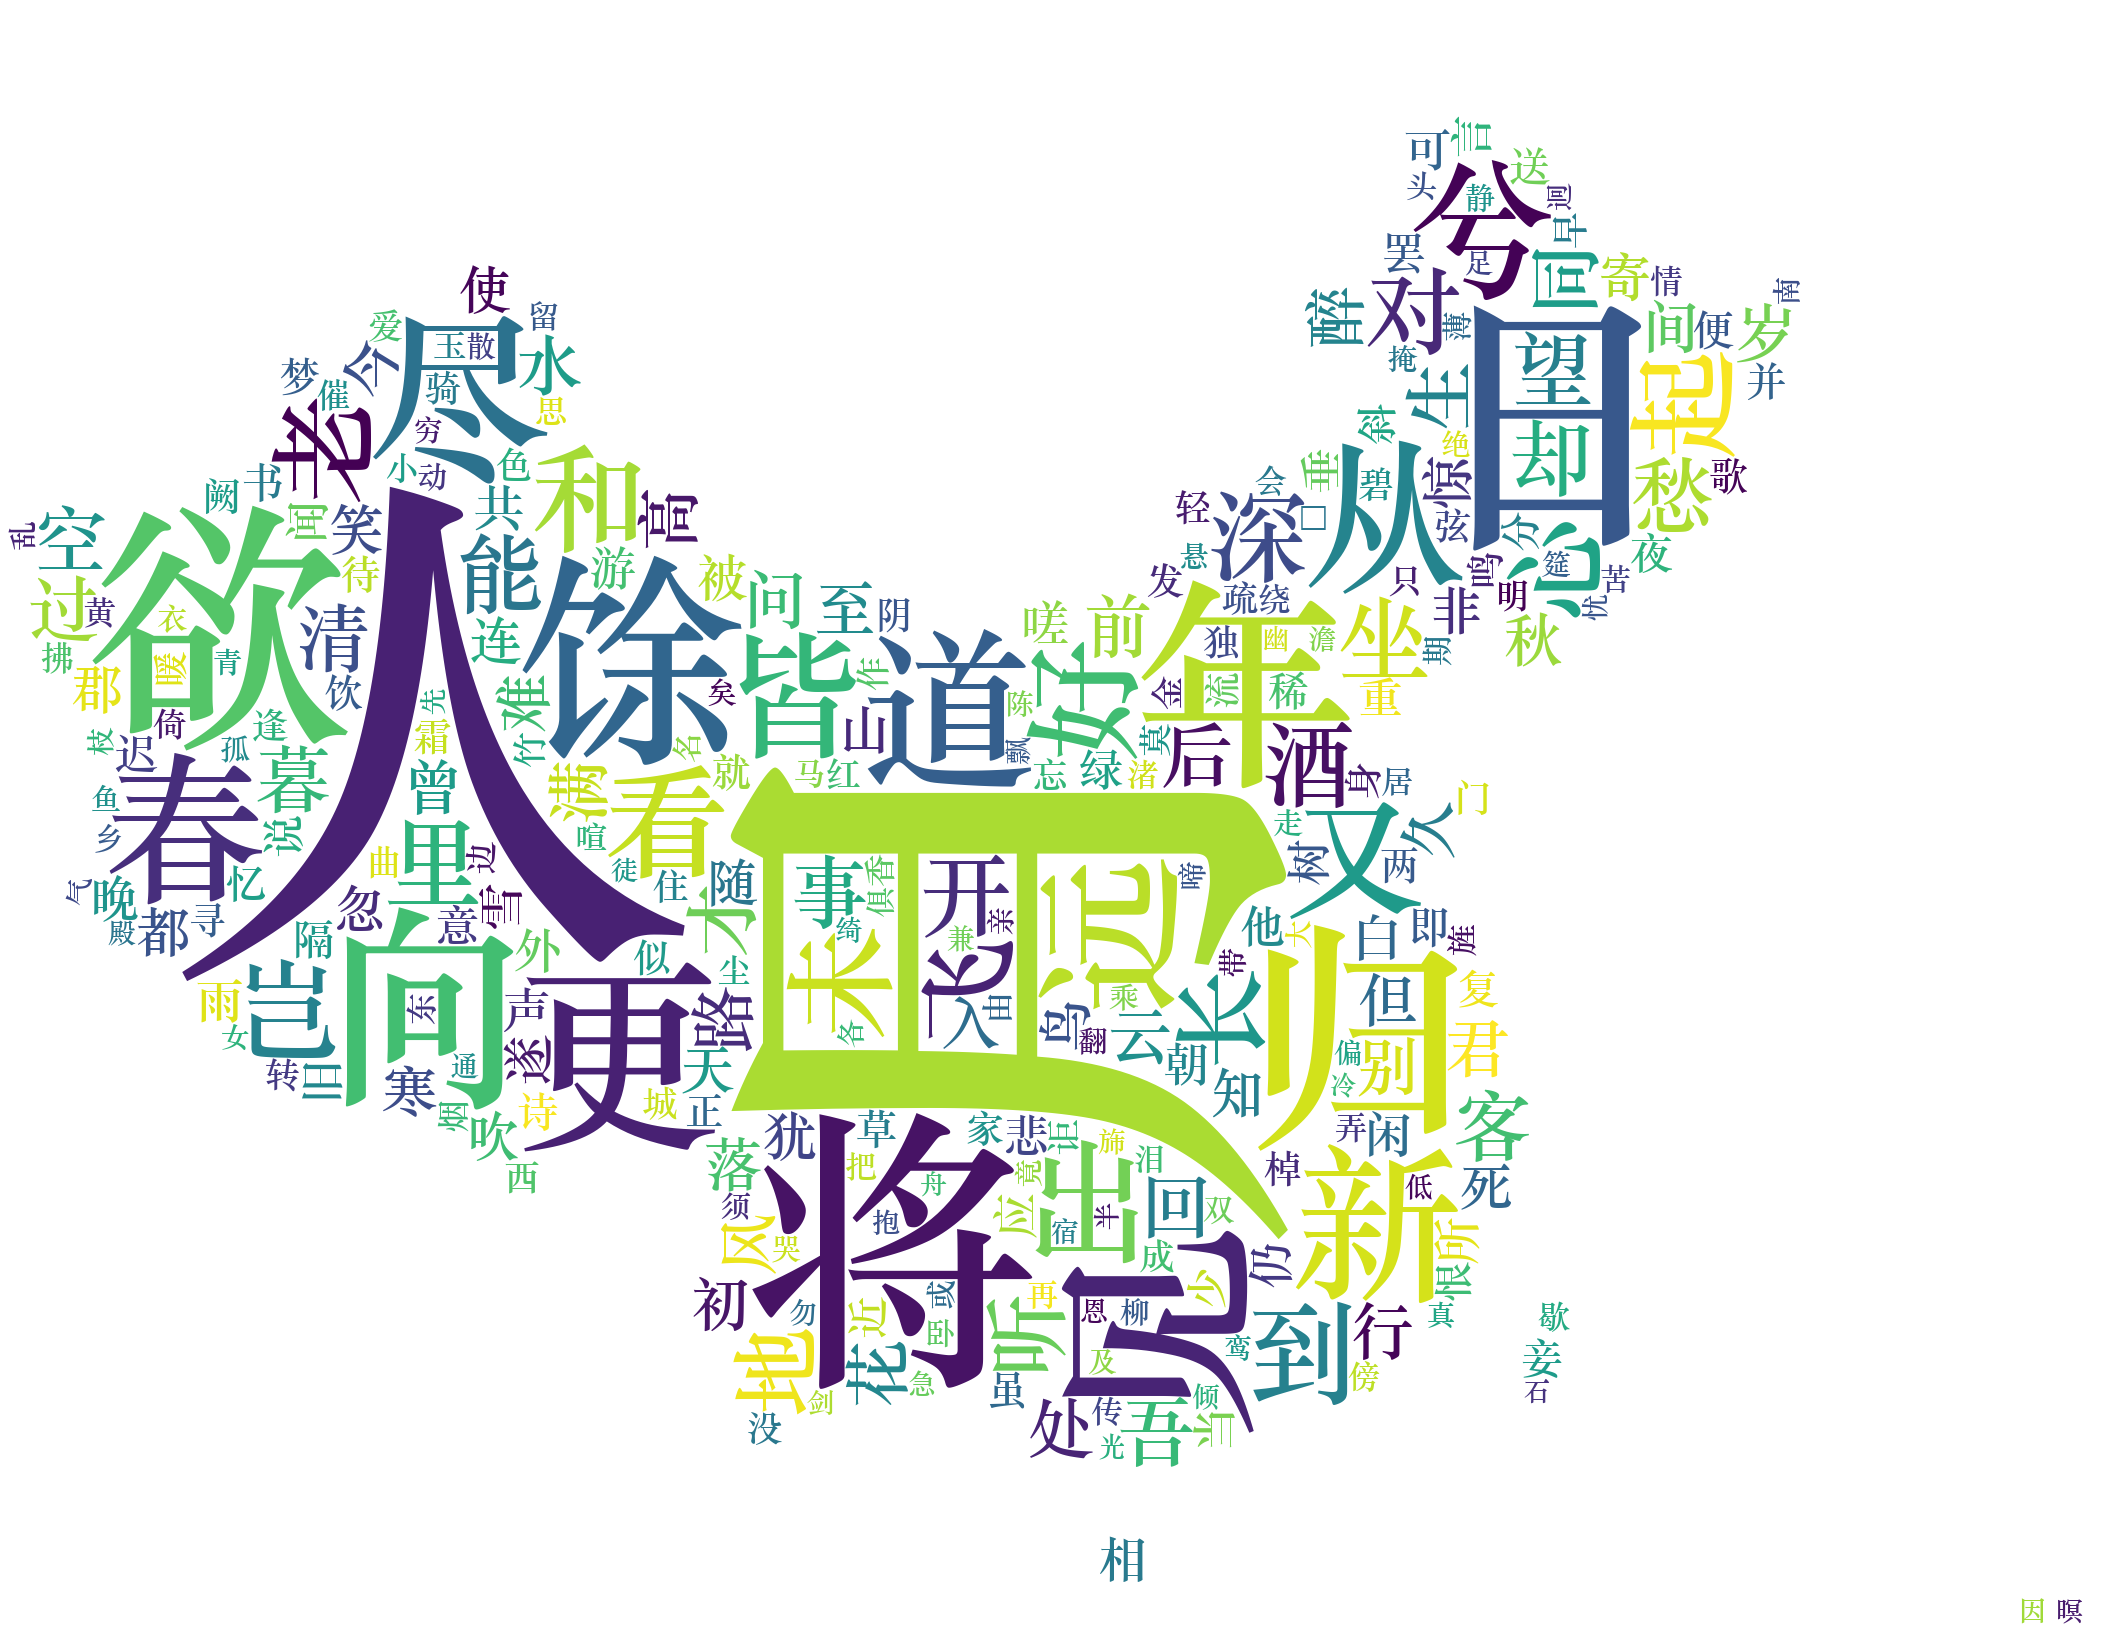 可
言
送
头
静
兮
迴
早
罢
足
同
寄
情
南
使
对
醉
薄
掩
间
便
岁
并
留
爱
尽
玉
散
水
今
梦
催
骑
思
生
日
望
却
起
老
穷
斜
绝
小
动
色
和
从
碧
垂
惊
愁
歌
书
阙
闻
笑
共
高
会
轻
深
弦
分
心
夜
乱
空
欲
人
待
能
游
被
问
至
阴
悬
发
疏
绕
只
鸣
明
筵
苦
忧
过
黄
衣
清
连
馀
皆
作
道
嗟
前
年
独
幽
澹
坐
非
期
秋
拂
暖
青
郡
饮
先
难
矣
山
陈
好
金
流
稀
重
倚
逢
霜
竹
名
飘
莫
后
酒
枝
迟
孤
暮
曾
满
看
就
马
红
忘
绿
渚
身
居
门
鱼
春
说
喧
走
又
久
乡
曲
里
边
徒
住
随
事
俱
香
开
远
啼
树
两
气
晚
忆
忽
意
雪
才
绮
亲
兼
他
大
白
即
旌
殿
都
寻
隔
向
外
似
尘
未
以
带
归
岂
东
声
更
路
各
入
由
鸟
乘
翻
云
长
但
复
雨
女
转
旧
通
遂
天
朝
偏
冷
别
君
寒
烟
吹
诗
城
正
知
西
落
犹
草
家
悲
讵
旆
弄
闲
客
须
将
把
舟
竟
出
泪
棹
低
死
风
哭
抱
应
宿
半
回
双
新
所
初
勿
近
或
再
恩
柳
成
少
仍
恨
地
花
卧
听
见
及
鸾
到
行
真
歇
没
剑
急
虽
处
传
光
吾
倾
当
傍
妾
石
相
因
暝